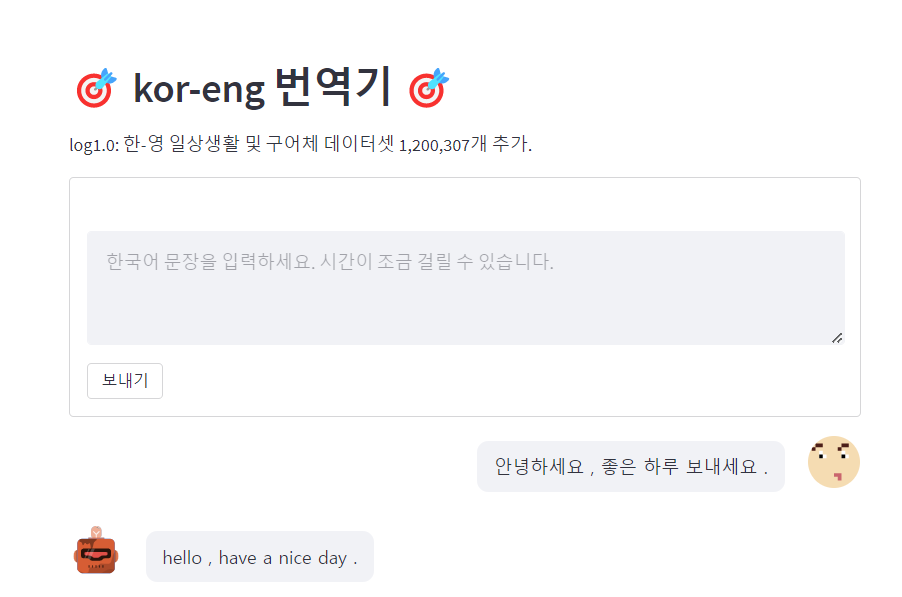 kor-eng 번역기
log1.0: 한-영 일상생활 및 구어체 데이터셋 1,200,307개 추가.
한국어 문장을 입력하세요. 시간이 조금 걸릴 수 있습니다.
보내기
안녕하세요 , 좋은 하루 보내세요 .
hello , have a nice day .